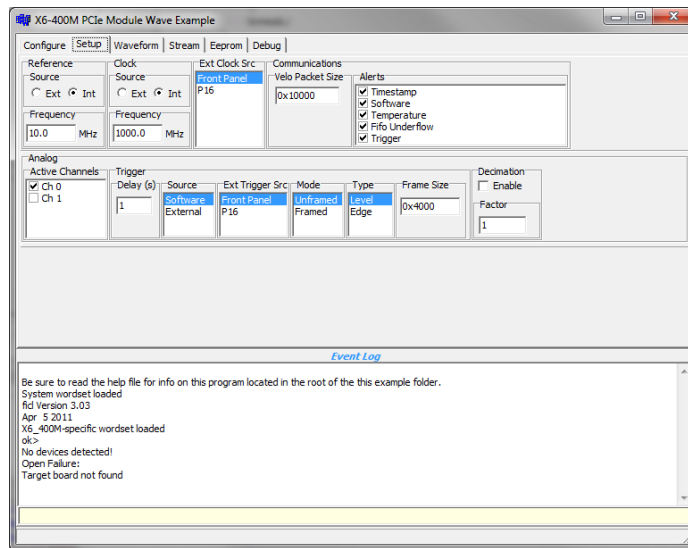 X6-400M PCIe Module Wave Example
Configure Setup Waveform Stream Eeprom Debug
Reference
Source
Ext Int
Frequency
10.0 MHz
Clock
Source
Ext Int
Frequency
1000.0 MHz
Ext Clock Src
Front Panel
P16
Communications
Velo Packet Size
0x10000
Alerts
Timestamp
Software
Temperature
Fifo Underflow
Trigger
Analog
Active Channels
Ch 0
Ch 1
Trigger
Delay (s)
1
Source
Software
External
Ext Trigger Src
Front Panel
P16
Mode
Unframed
Framed
Type
Level
Edge
Frame Size
0x4000
Decimation
Enable
Factor
1
Event Log
Be sure to read the help file for info on this program located in the root of the this example folder.
System wordset loaded
ficl Version 3.03
Apr 5 2011
X6_400M-specific wordset loaded
ok>
No devices detected!
Open Failure:
Target board not found